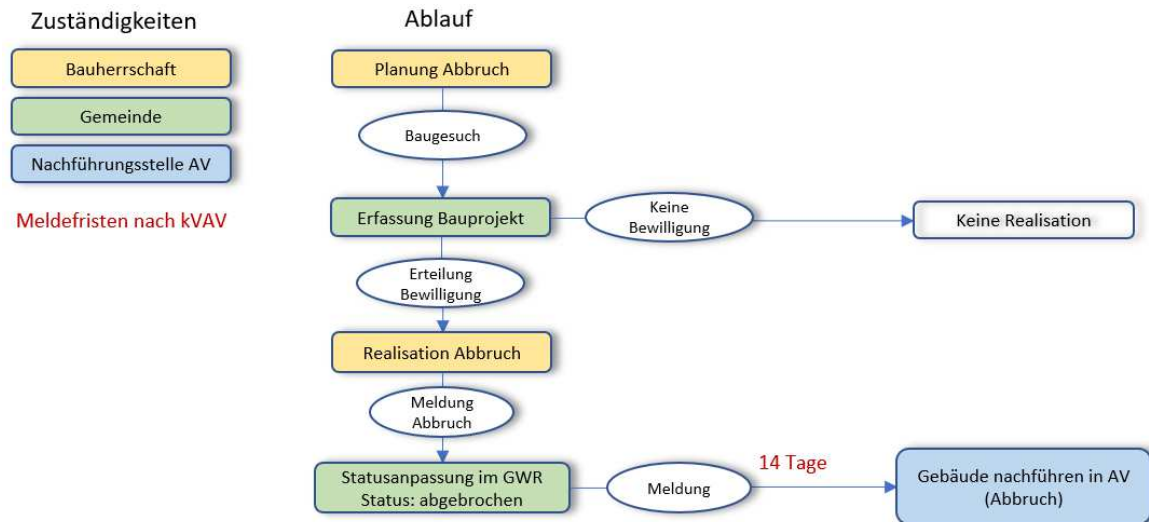 Zuständigkeiten
Bauherrschaft
Gemeinde
Nachführungsstelle AV
Meldefristen nach kVAV
Ablauf
Planung Abbruch
Baugesuch
Erfassung Bauprojekt
Keine
Bewilligung
Keine Realisation
Erteilung
Bewilligung
Realisation Abbruch
Meldung
Abbruch
Statusanpassung im GWR
Status: abgebrochen
Meldung
14 Tage
Gebäude nachführen in AV
(Abbruch)